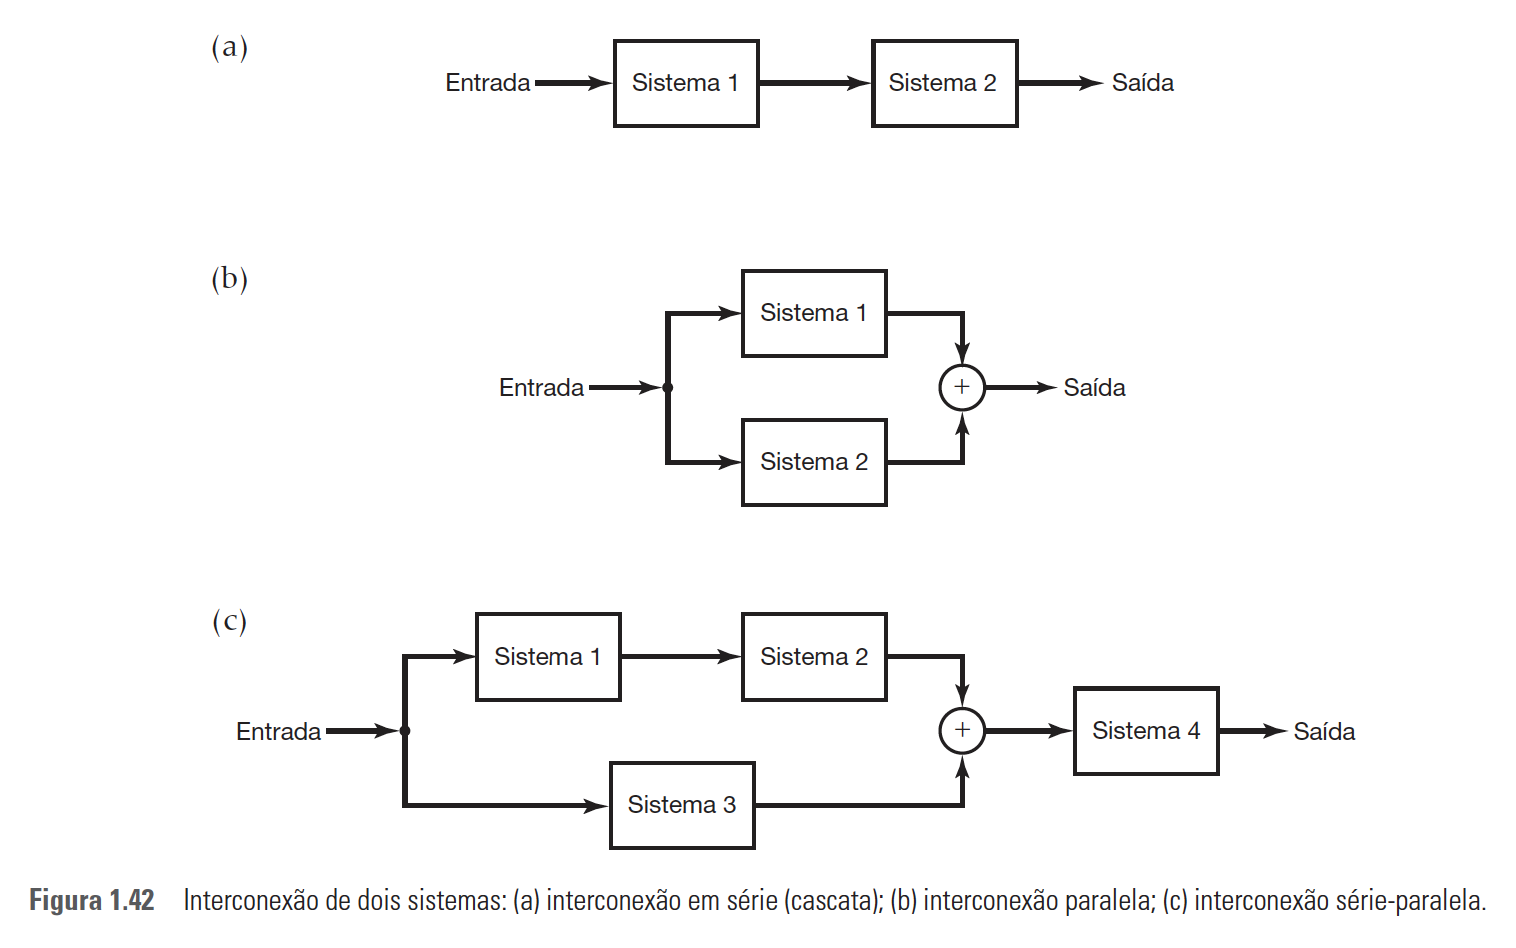 (a)
Entrada Sistema 1 Sistema 2 Saída
(b)
Sistema 1
Entrada + Saída
Sistema 2
(c)
Sistema 1 Sistema 2
Entrada + Sistema 4 Saída
Sistema 3
Figura 1.42 Interconexão de dois sistemas: (a) interconexão em série (cascata); (b) interconexão paralela; (c) interconexão série-paralela.